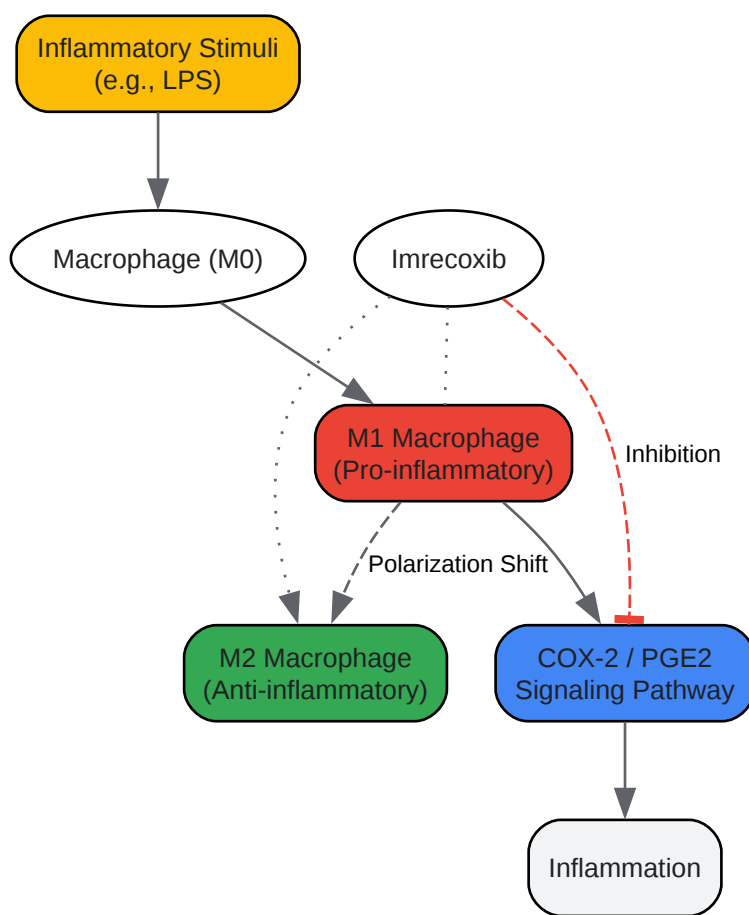 Inflammatory Stimuli
(e.g., LPS)
Macrophage (M0)
Imrecoxib
M1 Macrophage
(Pro-inflammatory)
Inhibition
Polarization Shift
M2 Macrophage
(Anti-inflammatory)
COX-2 / PGE2
Signaling Pathway
Inflammation